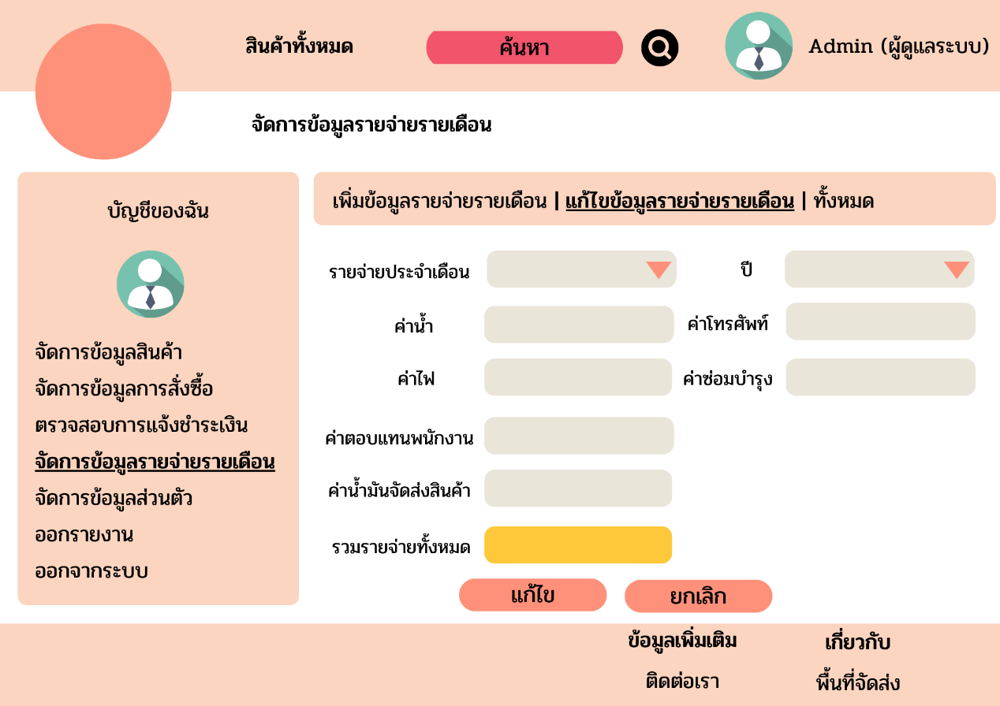 สินค้าทั้งหมด
ค้นหา
Admin (ผู้ดูแลระบบ)
จัดการข้อมูลรายจ่ายรายเดือน
บัญชีของฉัน
จัดการข้อมูลสินค้า
จัดการข้อมูลการสั่งซื้อ
ตรวจสอบการแจ้งชำระเงิน
จัดการข้อมูลรายจ่ายรายเดือน
จัดการข้อมูลส่วนตัว
ออกรายงาน
ออกจากระบบ
เพิ่มข้อมูลรายจ่ายรายเดือน | แก้ไขข้อมูลรายจ่ายรายเดือน | ทั้งหมด
รายจ่ายประจำเดือน ปี
ค่าน้ำ ค่าโทรศัพท์
ค่าไฟ ค่าซ่อมบำรุง
ค่าตอบแทนพนักงาน
ค่าน้ำมันจัดส่งสินค้า
รวมรายจ่ายทั้งหมด
แก้ไข ยกเลิก
ข้อมูลเพิ่มเติม เกี่ยวกับ
ติดต่อเรา พื้นที่จัดส่ง